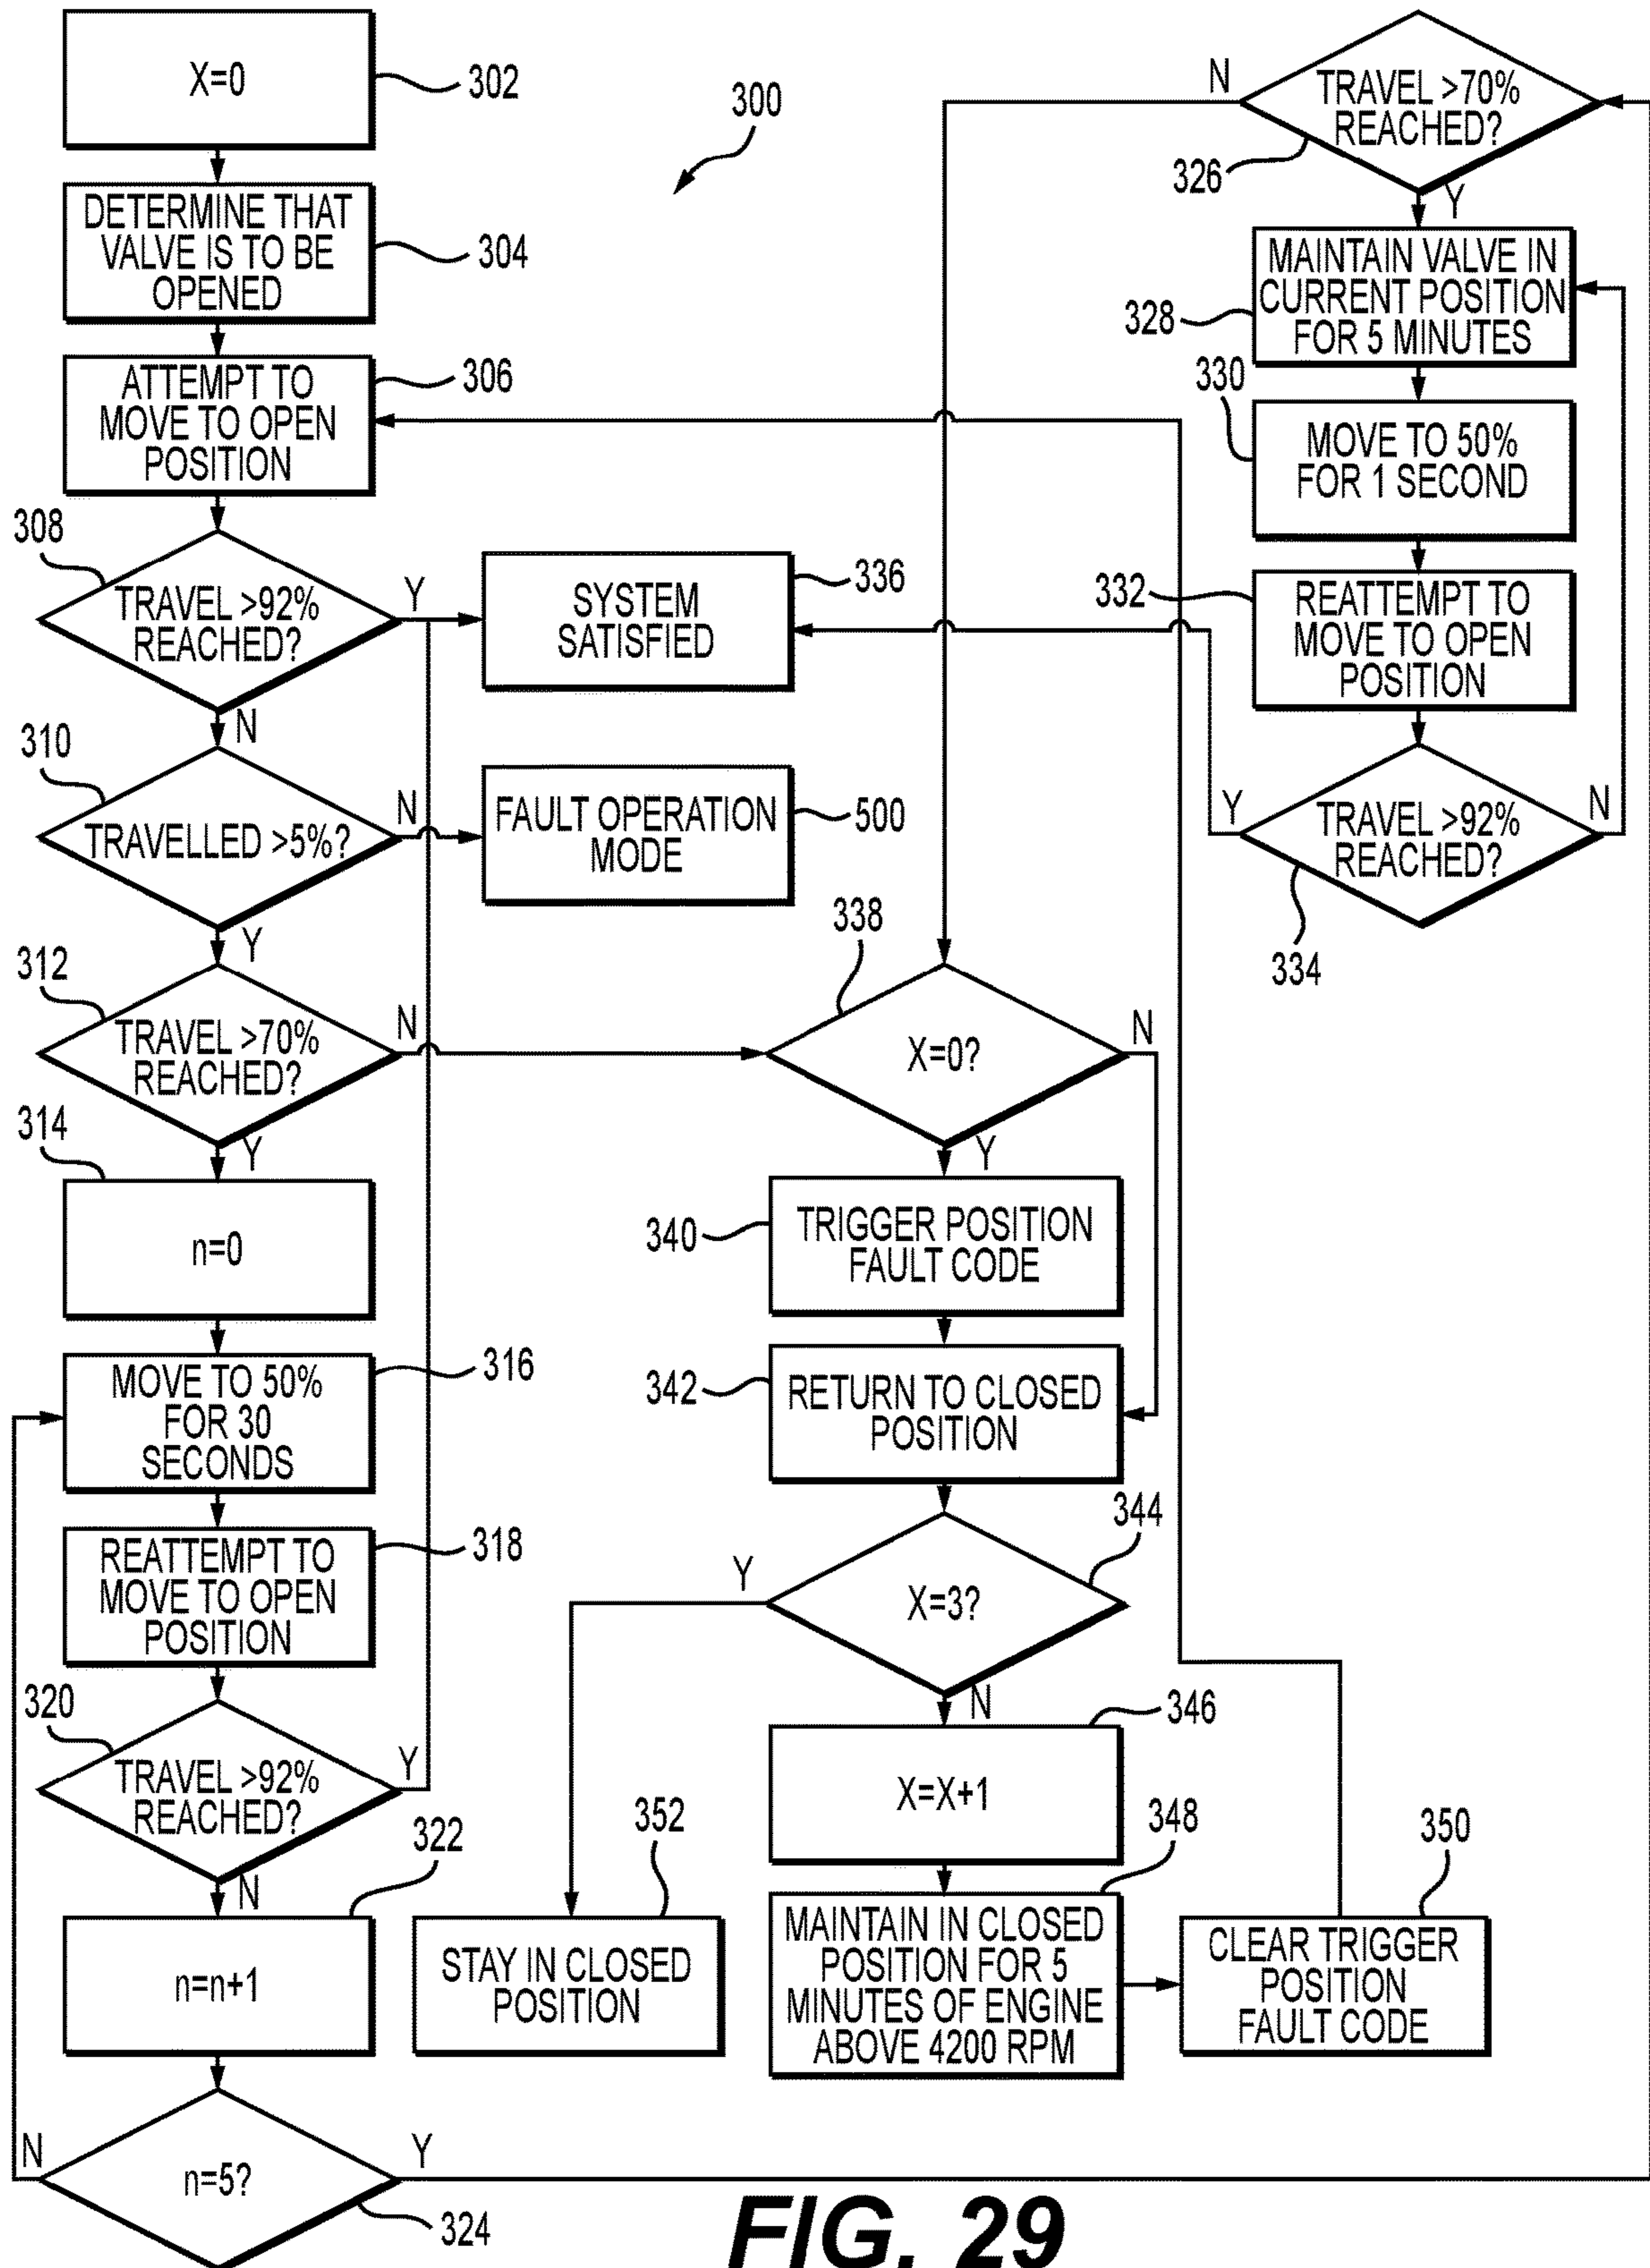 X=0
302
DETERMINE THAT
VALVE IS TO BE
OPENED
304
ATTEMPT TO
MOVE TO OPEN
POSITION
306
308
TRAVEL >92%
REACHED?
Y
N
SYSTEM
SATISFIED
336
310
TRAVELLED >5%?
N
Y
FAULT OPERATION
MODE
500
312
TRAVEL >70%
REACHED?
N
Y
314
n=0
MOVE TO 50%
FOR 30
SECONDS
316
REATTEMPT TO
MOVE TO OPEN
POSITION
318
320
TRAVEL >92%
REACHED?
Y
N
322
n=n+1
N
n=5?
Y
324
300
N
TRAVEL >70%
REACHED?
326
Y
MAINTAIN VALVE IN
CURRENT POSITION
FOR 5 MINUTES
328
330
MOVE TO 50%
FOR 1 SECOND
332
REATTEMPT TO
MOVE TO OPEN
POSITION
Y
TRAVEL >92%
REACHED?
N
334
338
X=0?
N
Y
340
TRIGGER POSITION
FAULT CODE
342
RETURN TO CLOSED
POSITION
344
Y
X=3?
N
346
X=X+1
352
STAY IN CLOSED
POSITION
348
MAINTAIN IN CLOSED
POSITION FOR 5
MINUTES OF ENGINE
ABOVE 4200 RPM
350
CLEAR TRIGGER
POSITION
FAULT CODE
FIG. 29